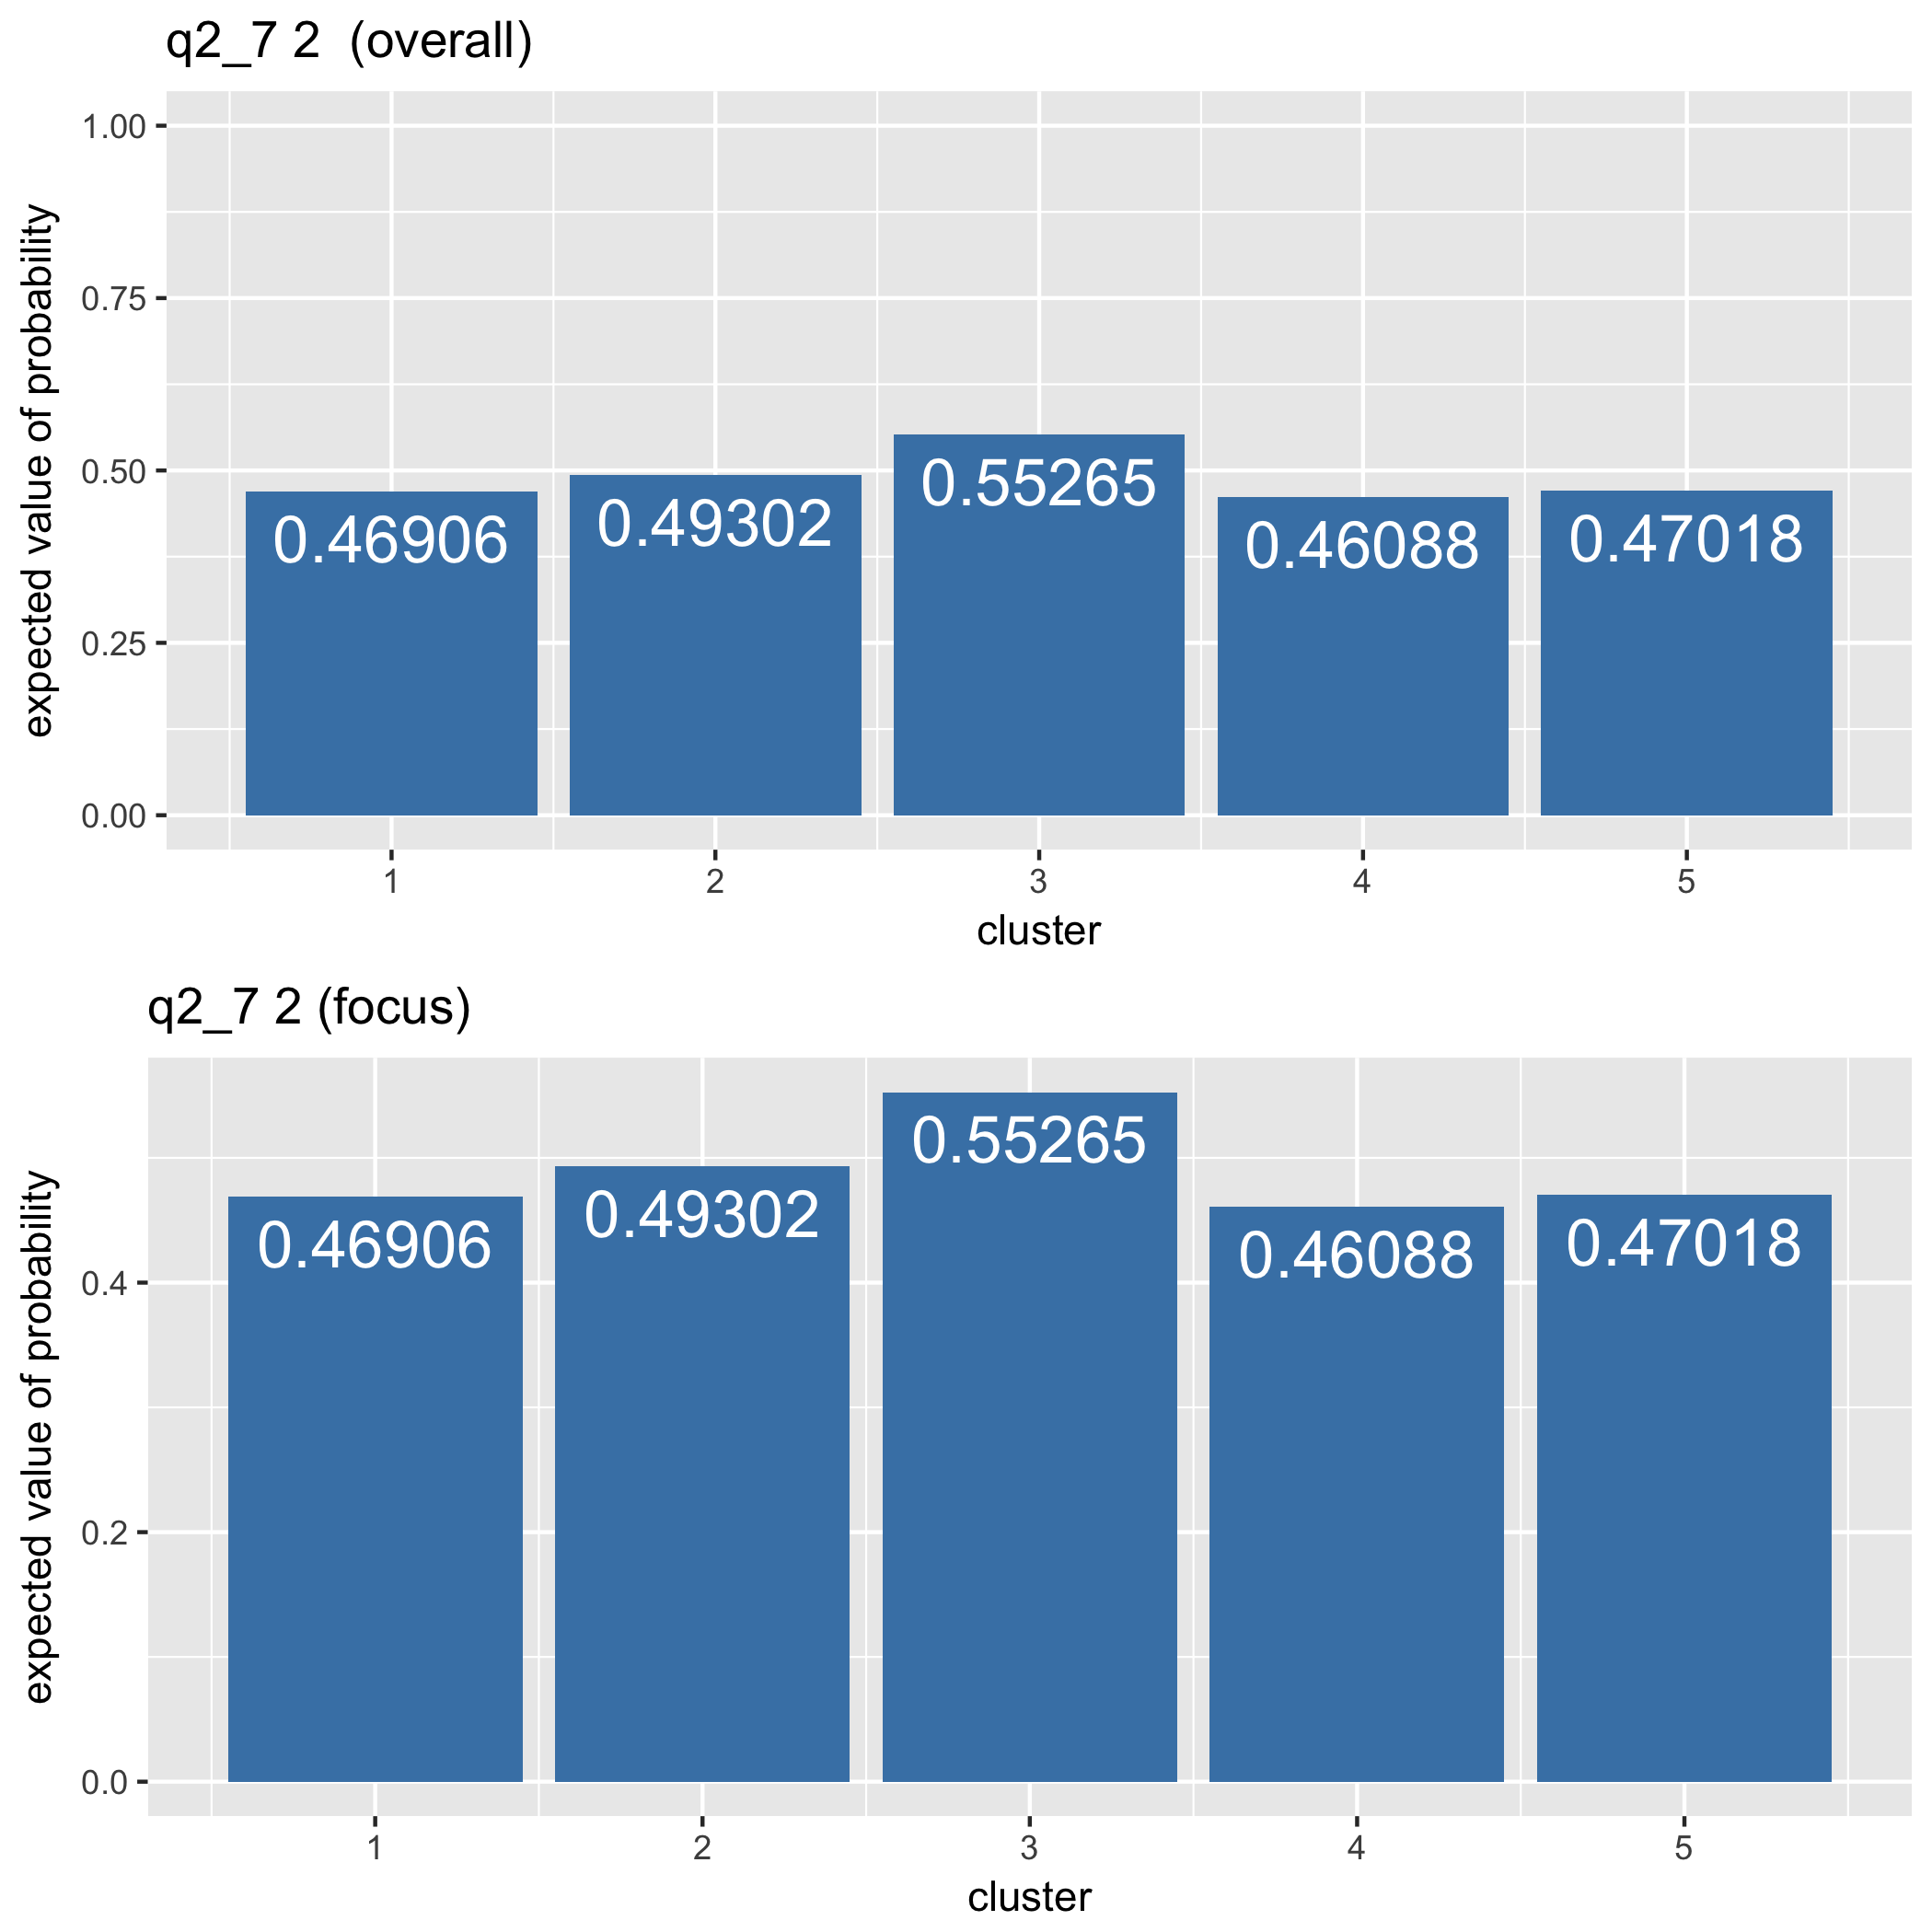 q2_7 2  (overall)
expected value of probability
1.00
0.75
0.50
0.25
0.00
0.46906
0.49302
0.55265
0.46088
0.47018
1 2 3 4 5
cluster
q2_7 2 (focus)
expected value of probability
0.4
0.2
0.0
0.46906
0.49302
0.55265
0.46088
0.47018
1 2 3 4 5
cluster